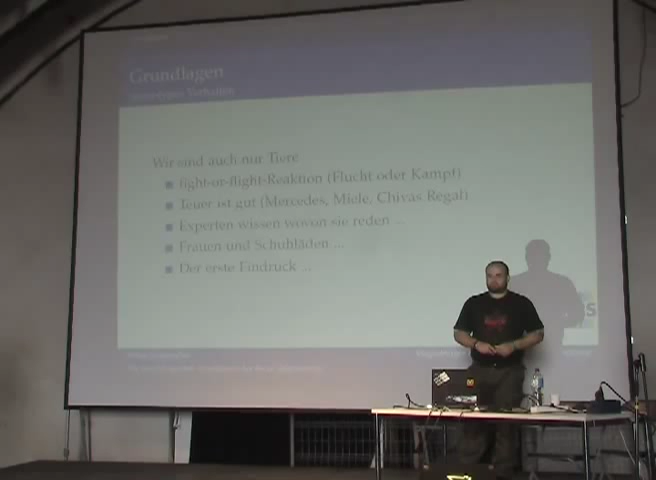 Grundlagen
Verhalten
Wir sind auch nur Tiere
fight-or-flight-Reaktion (Flucht oder Kampf)
Teuer ist gut (Mercedes, Miele, Chivas Regal)
Experten wissen wovon sie reden ...
Frauen und Schuhläden ...
Der erste Eindruck ...
S